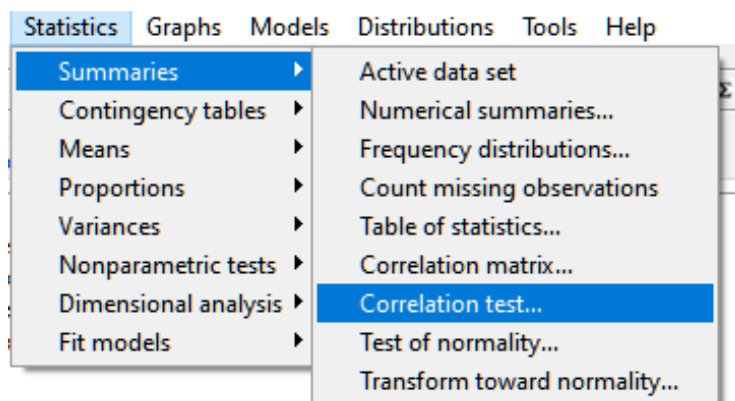 Statistics Graphs Models Distributions Tools Help
Summaries
Contingency tables
Means
Proportions
Variances
Nonparametric tests
Dimensional analysis
Fit models
Active data set
Numerical summaries...
Frequency distributions...
Count missing observations
Table of statistics...
Correlation matrix...
Correlation test...
Test of normality...
Transform toward normality...
Σ